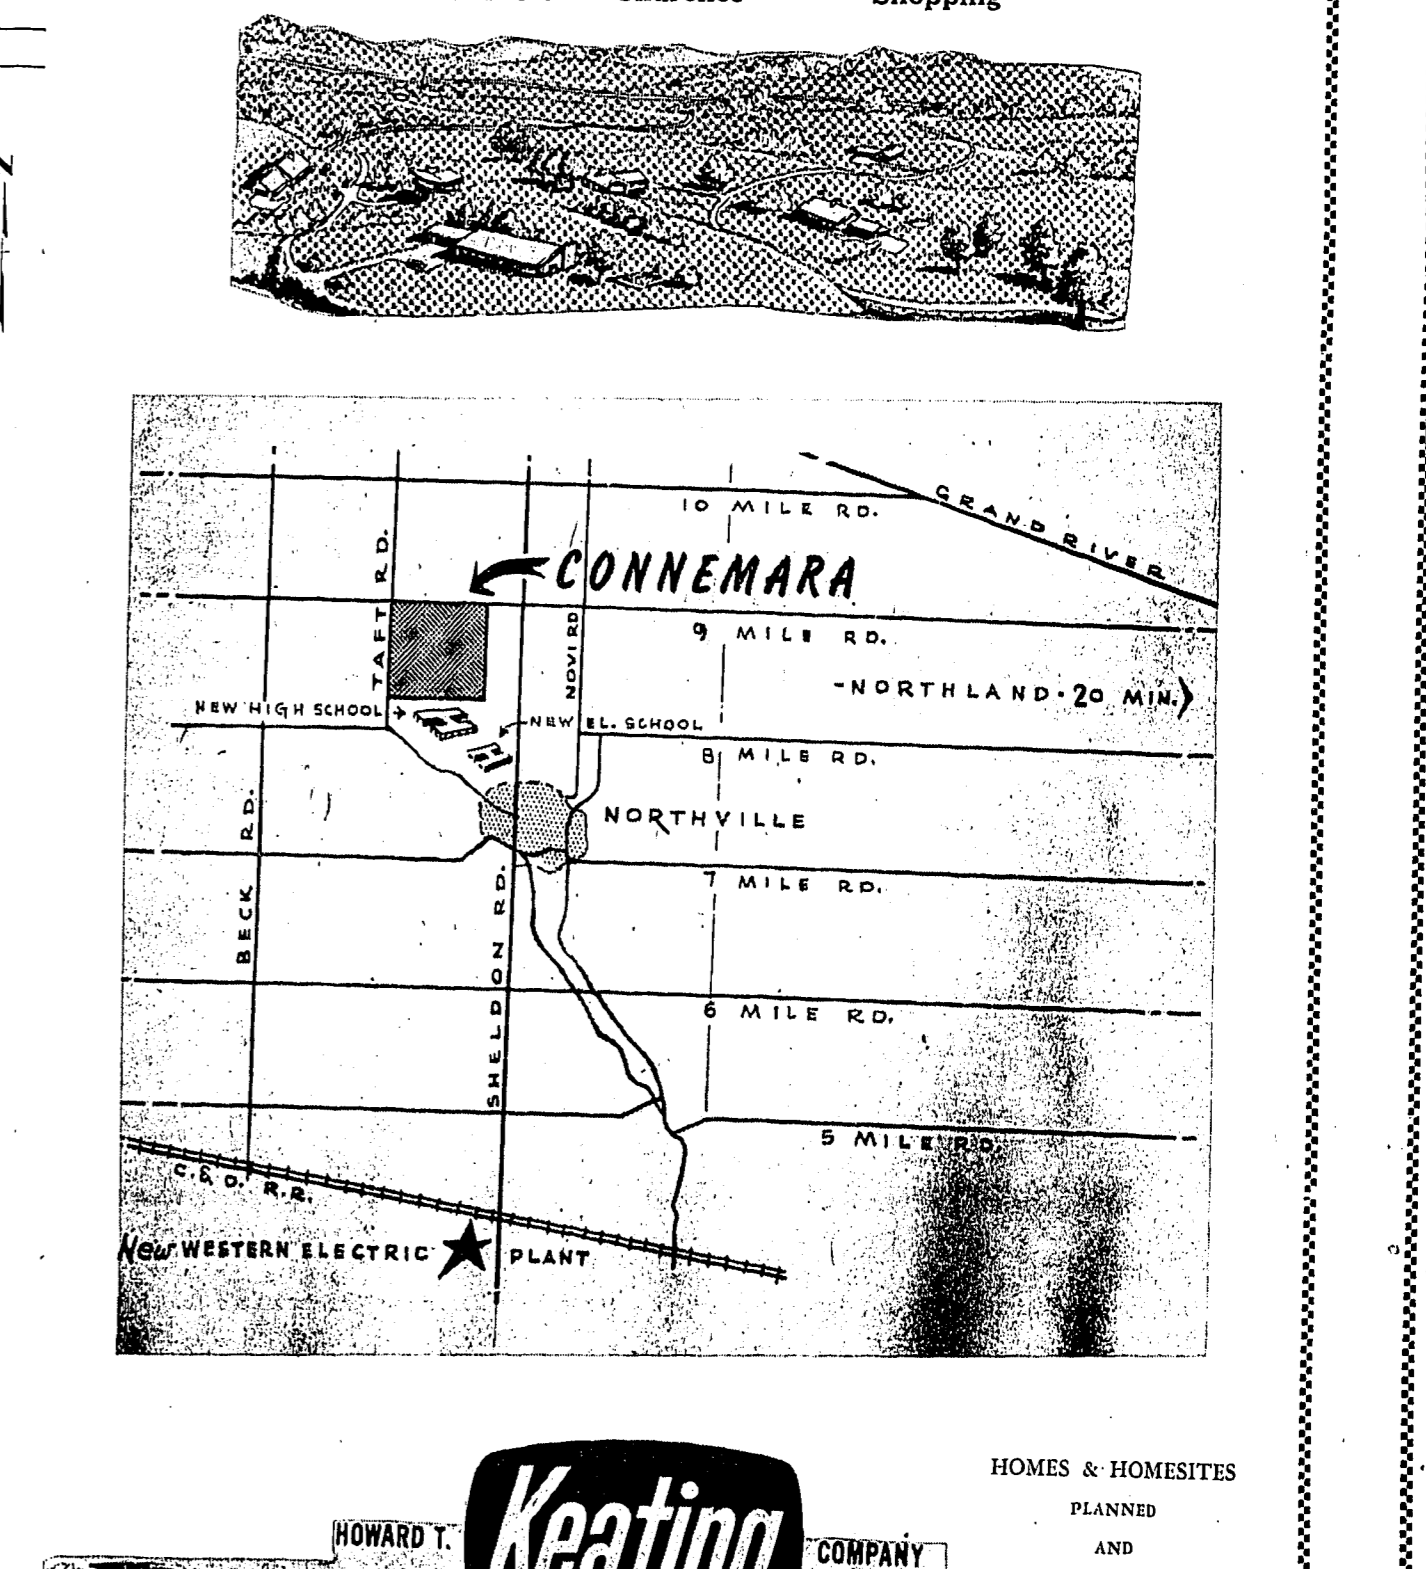 Shopping
10 MILE RD.
GRAND RIVER
TAFT RD.
CONNEMARA
NOVI RD
9 MILE RD.
-NORTHLAND· 20 MIN.
NEW HIGH SCHOOL
NEW EL. SCHOOL
8 MILE RD.
NORTHVILLE
BECK RD.
7 MILE RD.
SHELDON RD.
6 MILE RD.
5 MILE RD.
C. & O. R.R.
New WESTERN ELECTRIC PLANT
HOMES & HOMESITES
PLANNED
AND
HOWARD T. Keating COMPANY